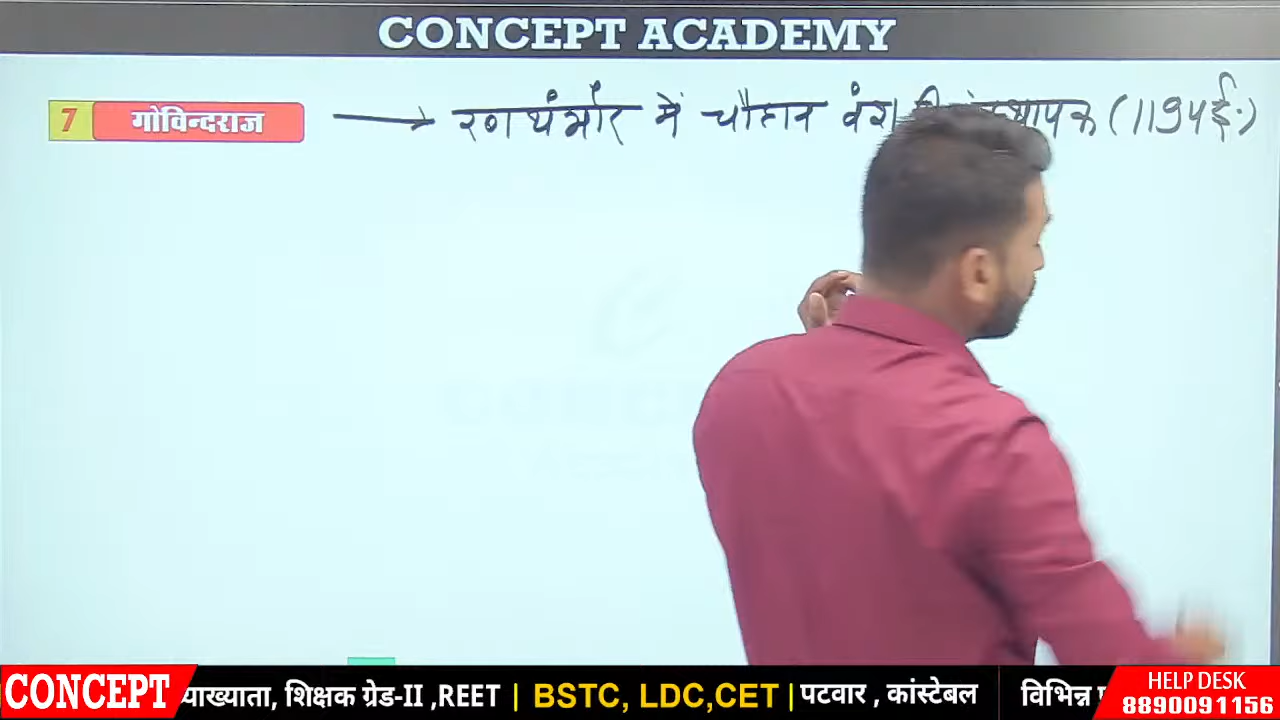 CONCEPT ACADEMY
7 गोविन्दराज → रणथंभौर में चौहान वंश (1194ई.)
CONCEPT याख्याता, शिक्षक ग्रेड-II ,REET | BSTC, LDC,CET | पटवार , कांस्टेबल विभिन्न HELP DESK
8890091156